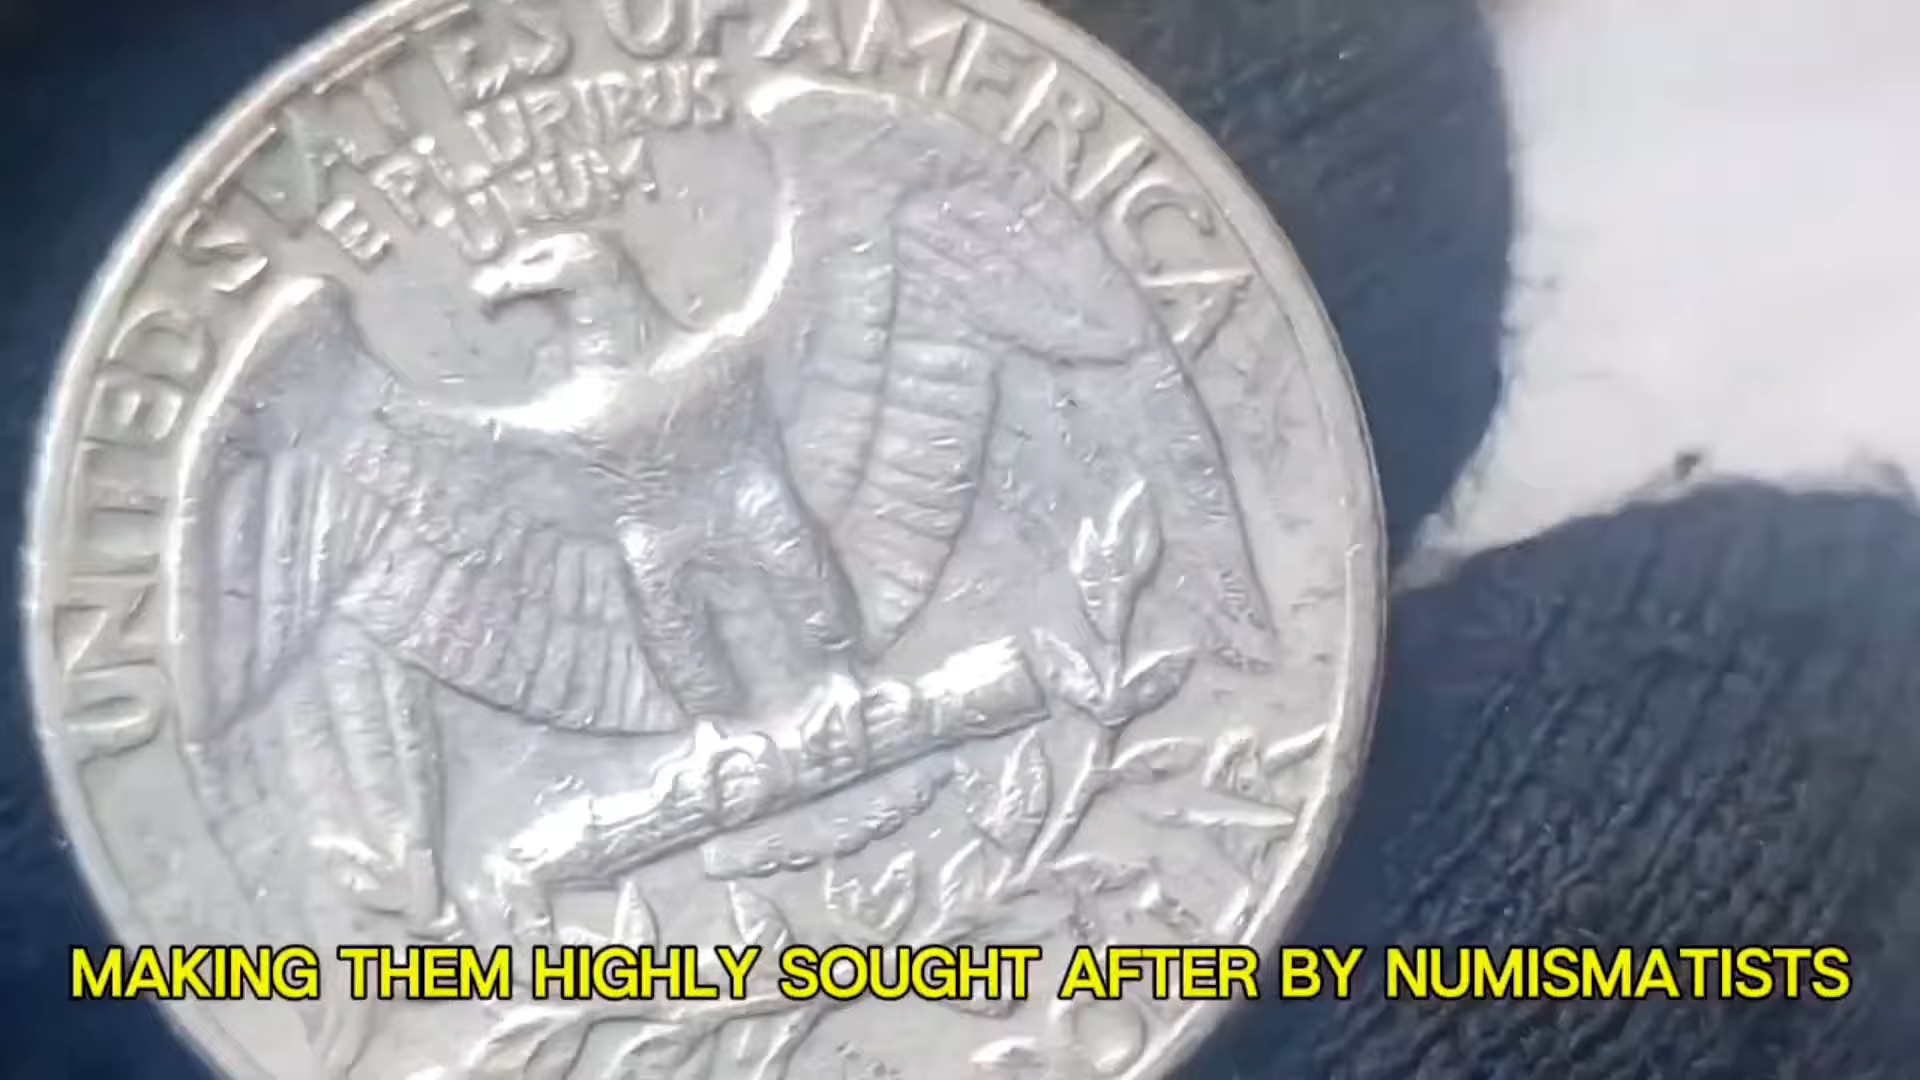 UNITED STATES OF AMERICA
E PLURIBUS
UNUM
MAKING THEM HIGHLY SOUGHT AFTER BY NUMISMATISTS